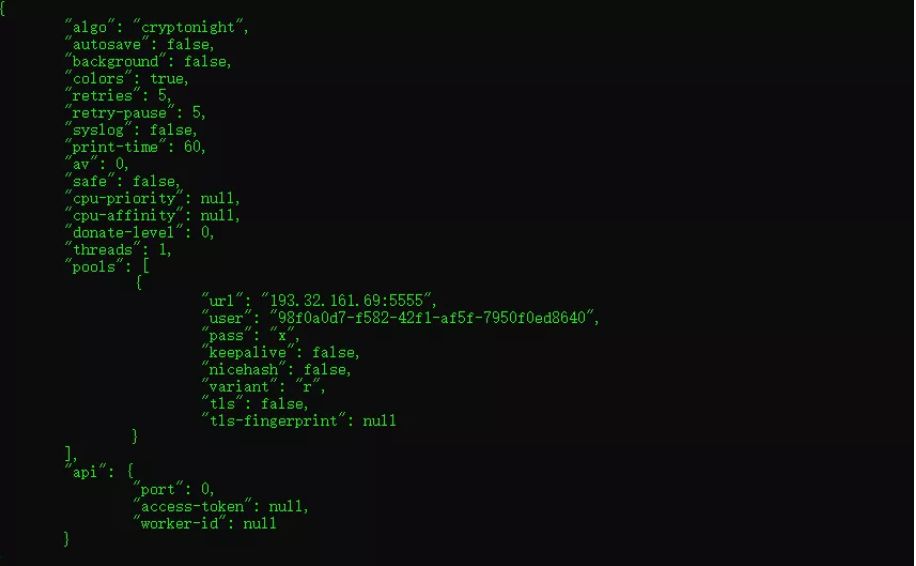 {
"algo": "cryptonight",
"autosave": false,
"background": false,
"colors": true,
"retries": 5,
"retry-pause": 5,
"syslog": false,
"print-time": 60,
"av": 0,
"safe": false,
"cpu-priority": null,
"cpu-affinity": null,
"donate-level": 0,
"threads": 1,
"pools": [
{
"url": "193.32.161.69:5555",
"user": "98f0a0d7-f582-42f1-af5f-7950f0ed8640",
"pass": "x",
"keepalive": false,
"nicehash": false,
"variant": "r",
"tls": false,
"tls-fingerprint": null
}
],
"api": {
"port": 0,
"access-token": null,
"worker-id": null
}